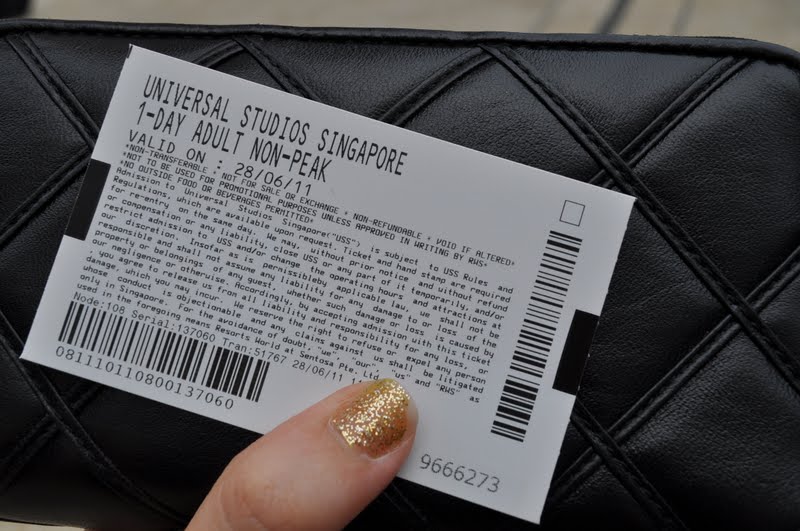 UNIVERSAL STUDIOS SINGAPORE
1-DAY ADULT NON-PEAK
VALID ON : 28/06/11
*NON-TRANSFERABLE * NOT FOR SALE OR EXCHANGE * NON-REFUNDABLE * VOID IF ALTERED*
*NOT TO BE USED FOR PROMOTIONAL PURPOSES UNLESS APPROVED IN WRITING BY RWS*
*NO OUTSIDE FOOD OR BEVERAGES PERMITTED*
Admission to Universal Studios Singapore("USS") is subject to USS Rules and
Regulations, which are available upon request. Ticket and hand stamp are required
for re-entry on the same day. We may, without prior notice and without refund
or compensation or any liability, close USS or any part of it temporarily and/or
restrict admission to USS and/or change the operating hours and attractions at
our discretion. Insofar as is permissible by applicable law, we shall not be
responsible and shall not assume any liability for any damage to or loss of the
property or belongings of any guest, whether such damage or loss is caused by
our negligence or otherwise. Accordingly, by accepting admission with this ticket
you agree to release us from all liability and responsibility for any loss, or
damage, which you may incur. We reserve the right to refuse or expel any person
whose conduct is objectionable and any claims against us shall be litigated
only in Singapore. For the avoidance of doubt, "we", "our", "us" and "RWS" as
used in the foregoing means Resorts World at Sentosa Pte. Ltd.
Node:108 Serial:137060 Tran:51767 28/06/11
08111011080013706​0
9666273